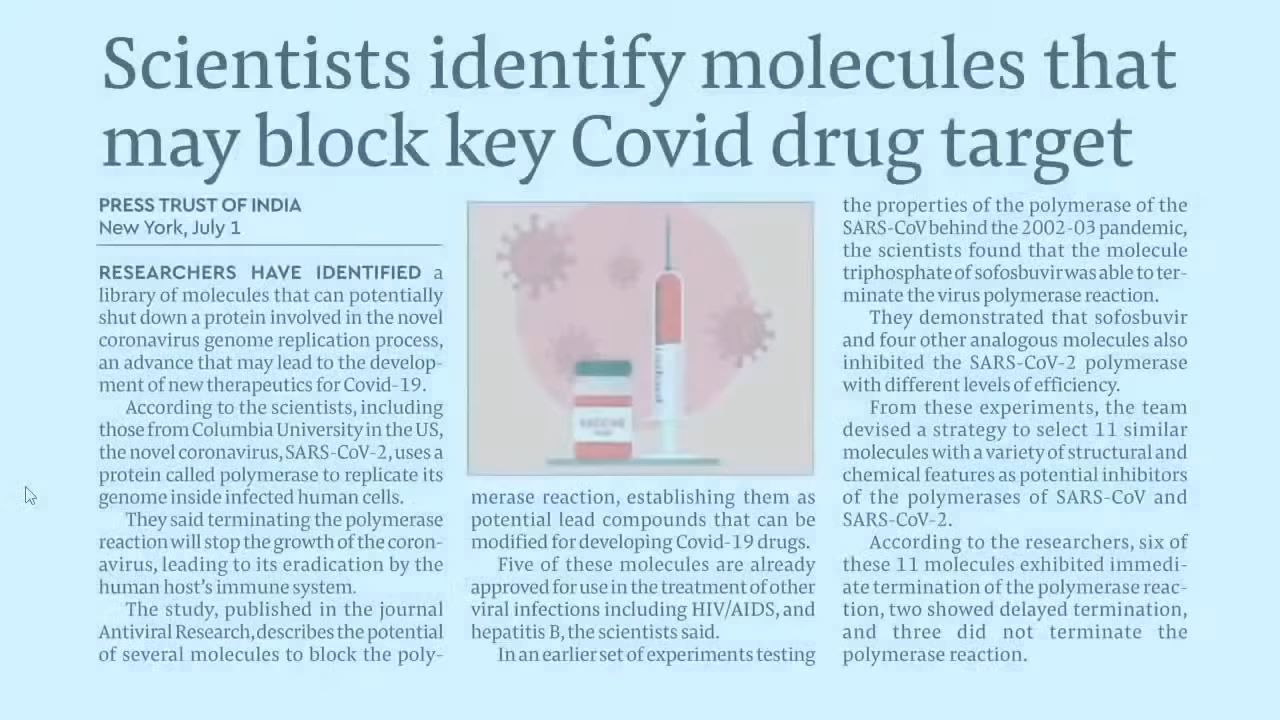 Scientists identify molecules that
may block key Covid drug target
PRESS TRUST OF INDIA
New York, July 1
RESEARCHERS HAVE IDENTIFIED a
library of molecules that can potentially
shut down a protein involved in the novel
coronavirus genome replication process,
an advance that may lead to the develop-
ment of new therapeutics for Covid-19.
According to the scientists, including
those from Columbia University in the US,
the novel coronavirus, SARS-CoV-2, uses a
protein called polymerase to replicate its
genome inside infected human cells.
They said terminating the polymerase
reaction will stop the growth of the coron-
avirus, leading to its eradication by the
human host's immune system.
The study, published in the journal
Antiviral Research, describes the potential
of several molecules to block the poly-
VACCINE
merase reaction, establishing them as
potential lead compounds that can be
modified for developing Covid-19 drugs.
Five of these molecules are already
approved for use in the treatment of other
viral infections including HIV/AIDS, and
hepatitis B, the scientists said.
In an earlier set of experiments testing
the properties of the polymerase of the
SARS-CoV behind the 2002-03 pandemic,
the scientists found that the molecule
triphosphate of sofosbuvir was able to ter-
minate the virus polymerase reaction.
They demonstrated that sofosbuvir
and four other analogous molecules also
inhibited the SARS-CoV-2 polymerase
with different levels of efficiency.
From these experiments, the team
devised a strategy to select 11 similar
molecules with a variety of structural and
chemical features as potential inhibitors
of the polymerases of SARS-CoV and
SARS-CoV-2.
According to the researchers, six of
these 11 molecules exhibited immedi-
ate termination of the polymerase reac-
tion, two showed delayed termination,
and three did not terminate the
polymerase reaction.